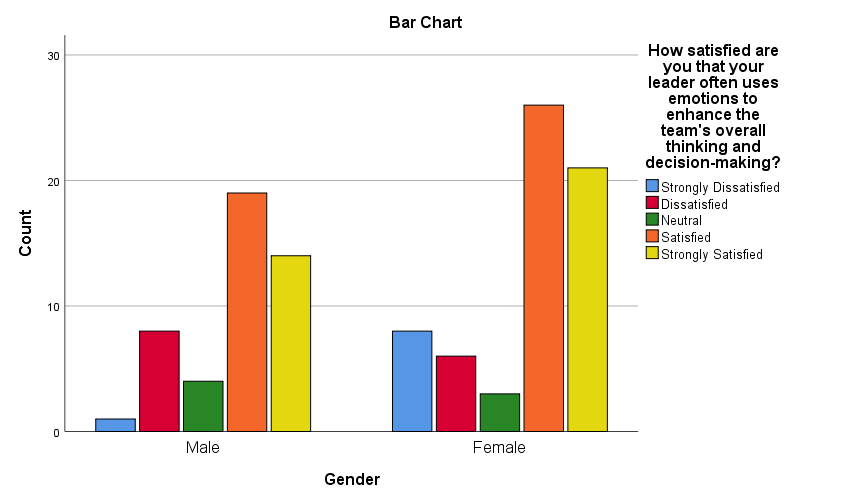 Bar Chart
How satisfied are
you that your
leader often uses
emotions to
enhance the
team's overall
thinking and
decision-making?
Strongly Dissatisfied
Dissatisfied
Neutral
Satisfied
Strongly Satisfied
Count
30
20
10
0
Male
Female
Gender